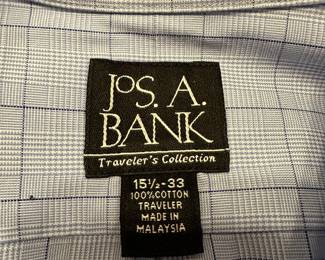 JOS. A.
BANK
Traveler's Collection
15½-33
100% COTTON
TRAVELER
MADE IN
MALAYSIA